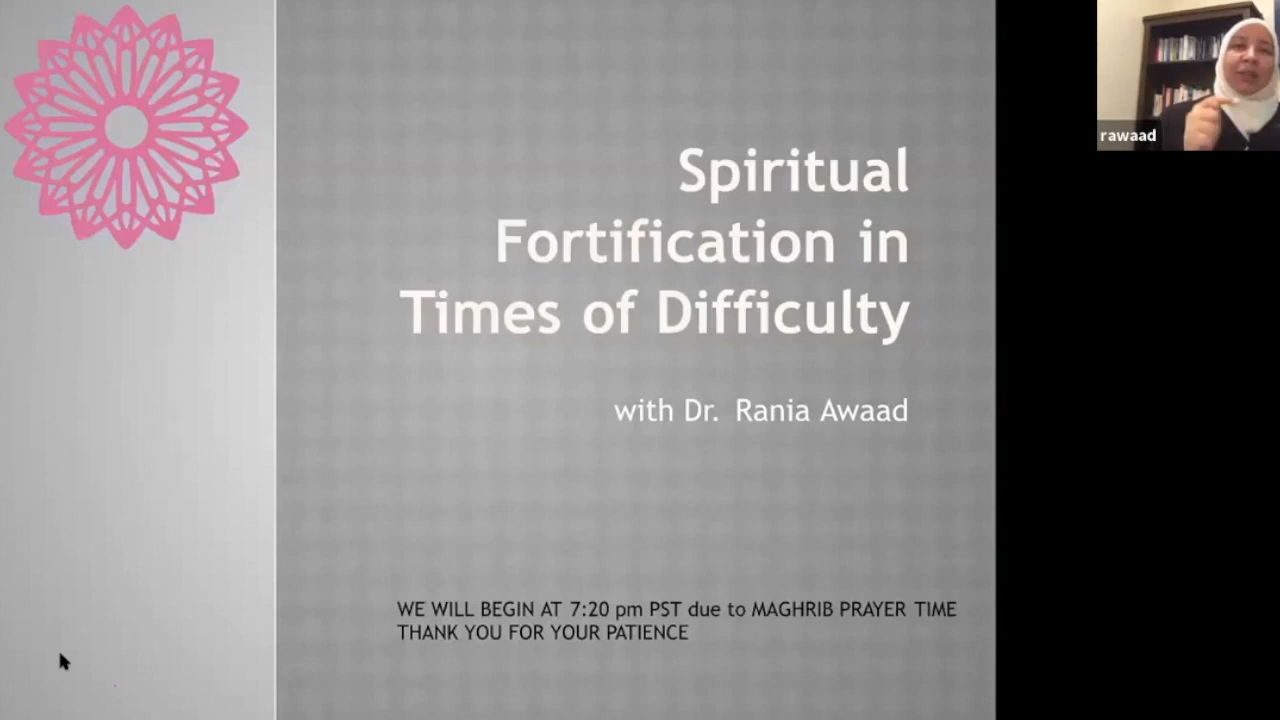 Spiritual
Fortification in
Times of Difficulty
with Dr. Rania Awaad
WE WILL BEGIN AT 7:20 pm PST due to MAGHRIB PRAYER TIME
THANK YOU FOR YOUR PATIENCE
rawaad